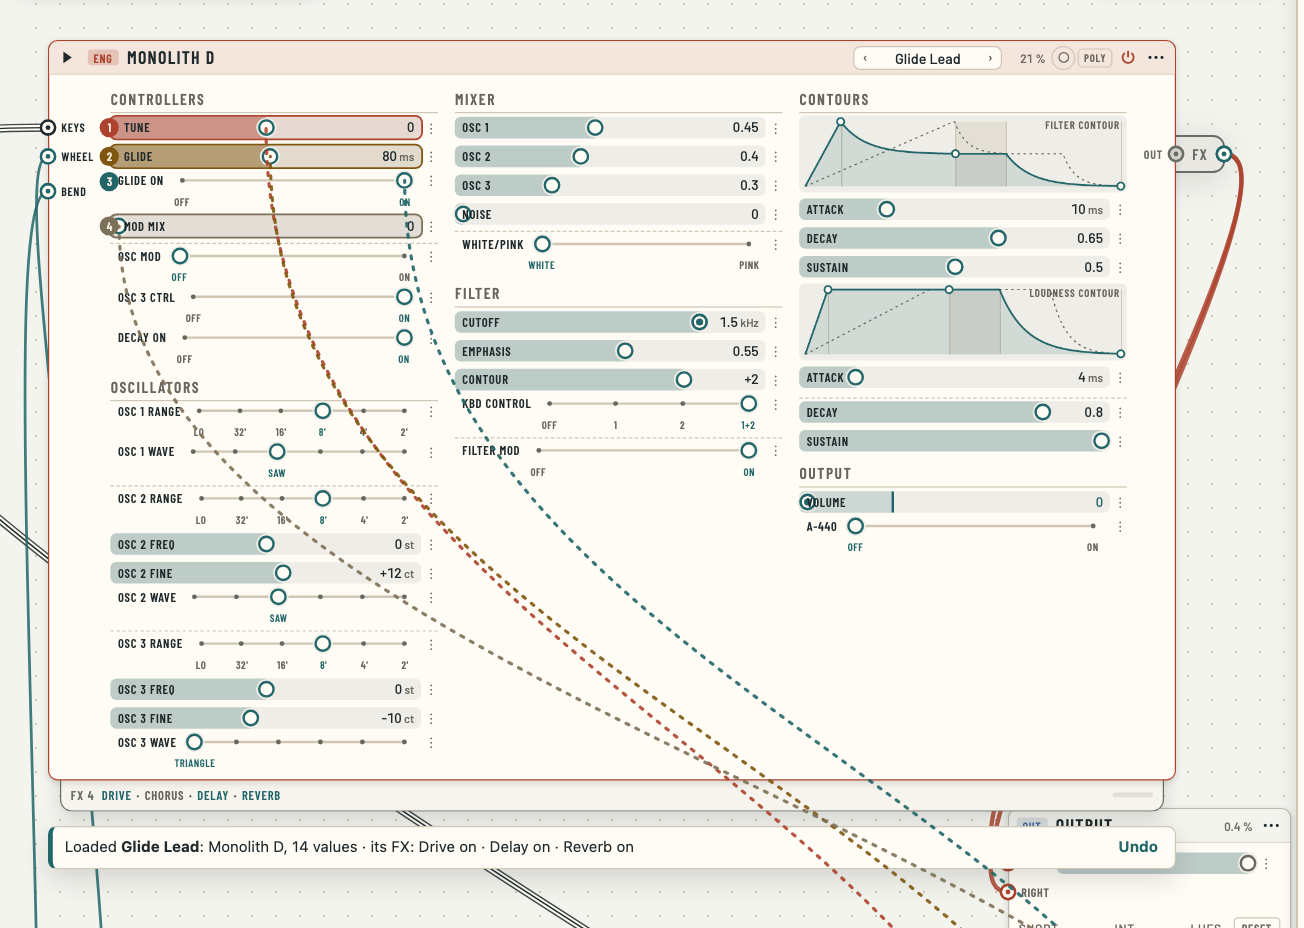 ENG MONOLITH D
‹ Glide Lead ›
21 %
POLY
KEYS
WHEEL
BEND
CONTROLLERS
1 TUNE 0
2 GLIDE 80 ms
3 GLIDE ON
OFF ON
4 MOD MIX 0
OSC MOD
OFF ON
OSC 3 CTRL
OFF ON
DECAY ON
OFF ON
OSCILLATORS
OSC 1 RANGE
LO 32' 16' 8' 4' 2'
OSC 1 WAVE
SAW
OSC 2 RANGE
LO 32' 16' 8' 4' 2'
OSC 2 FREQ 0 st
OSC 2 FINE +12 ct
OSC 2 WAVE
SAW
OSC 3 RANGE
LO 32' 16' 8' 4' 2'
OSC 3 FREQ 0 st
OSC 3 FINE -10 ct
OSC 3 WAVE
TRIANGLE
MIXER
OSC 1 0.45
OSC 2 0.4
OSC 3 0.3
NOISE 0
WHITE/PINK
WHITE PINK
FILTER
CUTOFF 1.5 kHz
EMPHASIS 0.55
CONTOUR +2
KBD CONTROL
OFF 1 2 1+2
FILTER MOD
OFF ON
CONTOURS
FILTER CONTOUR
ATTACK 10 ms
DECAY 0.65
SUSTAIN 0.5
LOUDNESS CONTOUR
ATTACK 4 ms
DECAY 0.8
SUSTAIN
OUTPUT
VOLUME 0
A-440
OFF ON
OUT FX
FX 4 DRIVE · CHORUS · DELAY · REVERB
OUT OUTPUT 0.4 %
Loaded Glide Lead: Monolith D, 14 values · its FX: Drive on · Delay on · Reverb on
Undo
RIGHT
RESET